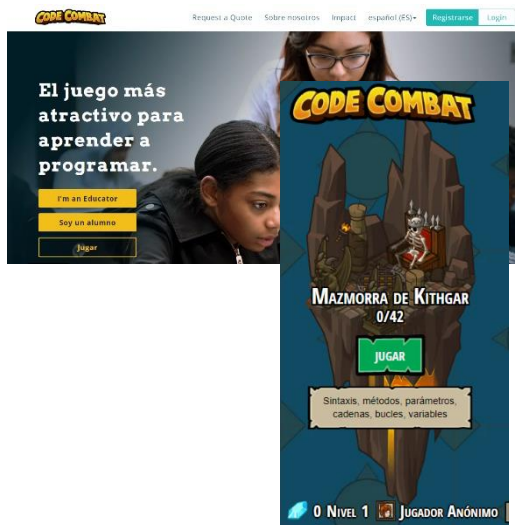 CODE COMBAT
Request a Quote Sobre nosotros Impact español (ES) Registrarse Login
El juego más
atractivo para
aprender a
programar.
I'm an Educator
Soy un alumno
Jugar
CODE COMBAT
MAZMORRA DE KITHGAR
0/42
JUGAR
Sintaxis, métodos, parámetros,
cadenas, bucles, variables
0 NIVEL 1 JUGADOR ANÓNIMO